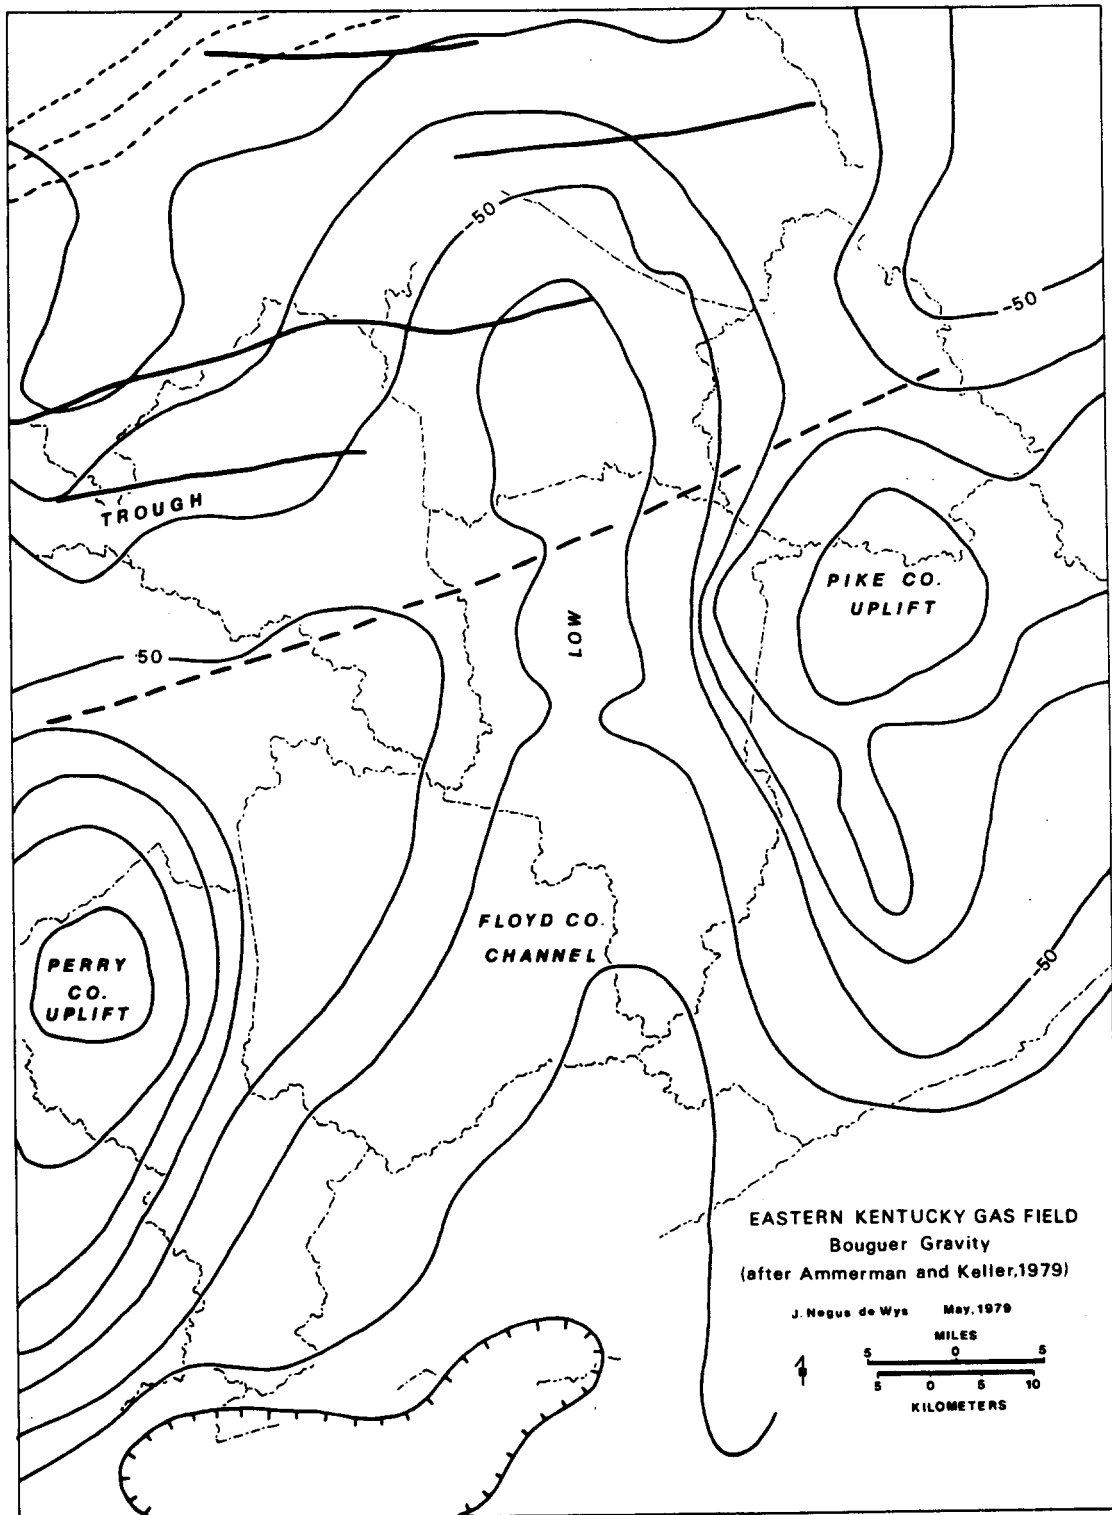 -50
-50
TROUGH
PIKE CO.
UPLIFT
LOW
50
FLOYD CO.
CHANNEL
-50
PERRY
CO.
UPLIFT
EASTERN KENTUCKY GAS FIELD
Bouguer Gravity
(after Ammerman and Keller,1979)
J. Negus de Wys May, 1979
MILES
5 0 5
5 0 5 10
KILOMETERS